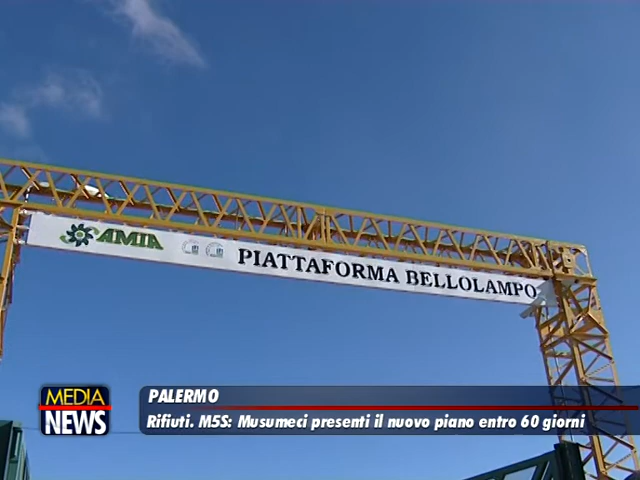 AMIA
PIATTAFORMA BELLOLAMPO
MEDIA
NEWS
PALERMO
Rifiuti. M5S: Musumeci presenti il nuovo piano entro 60 giorni